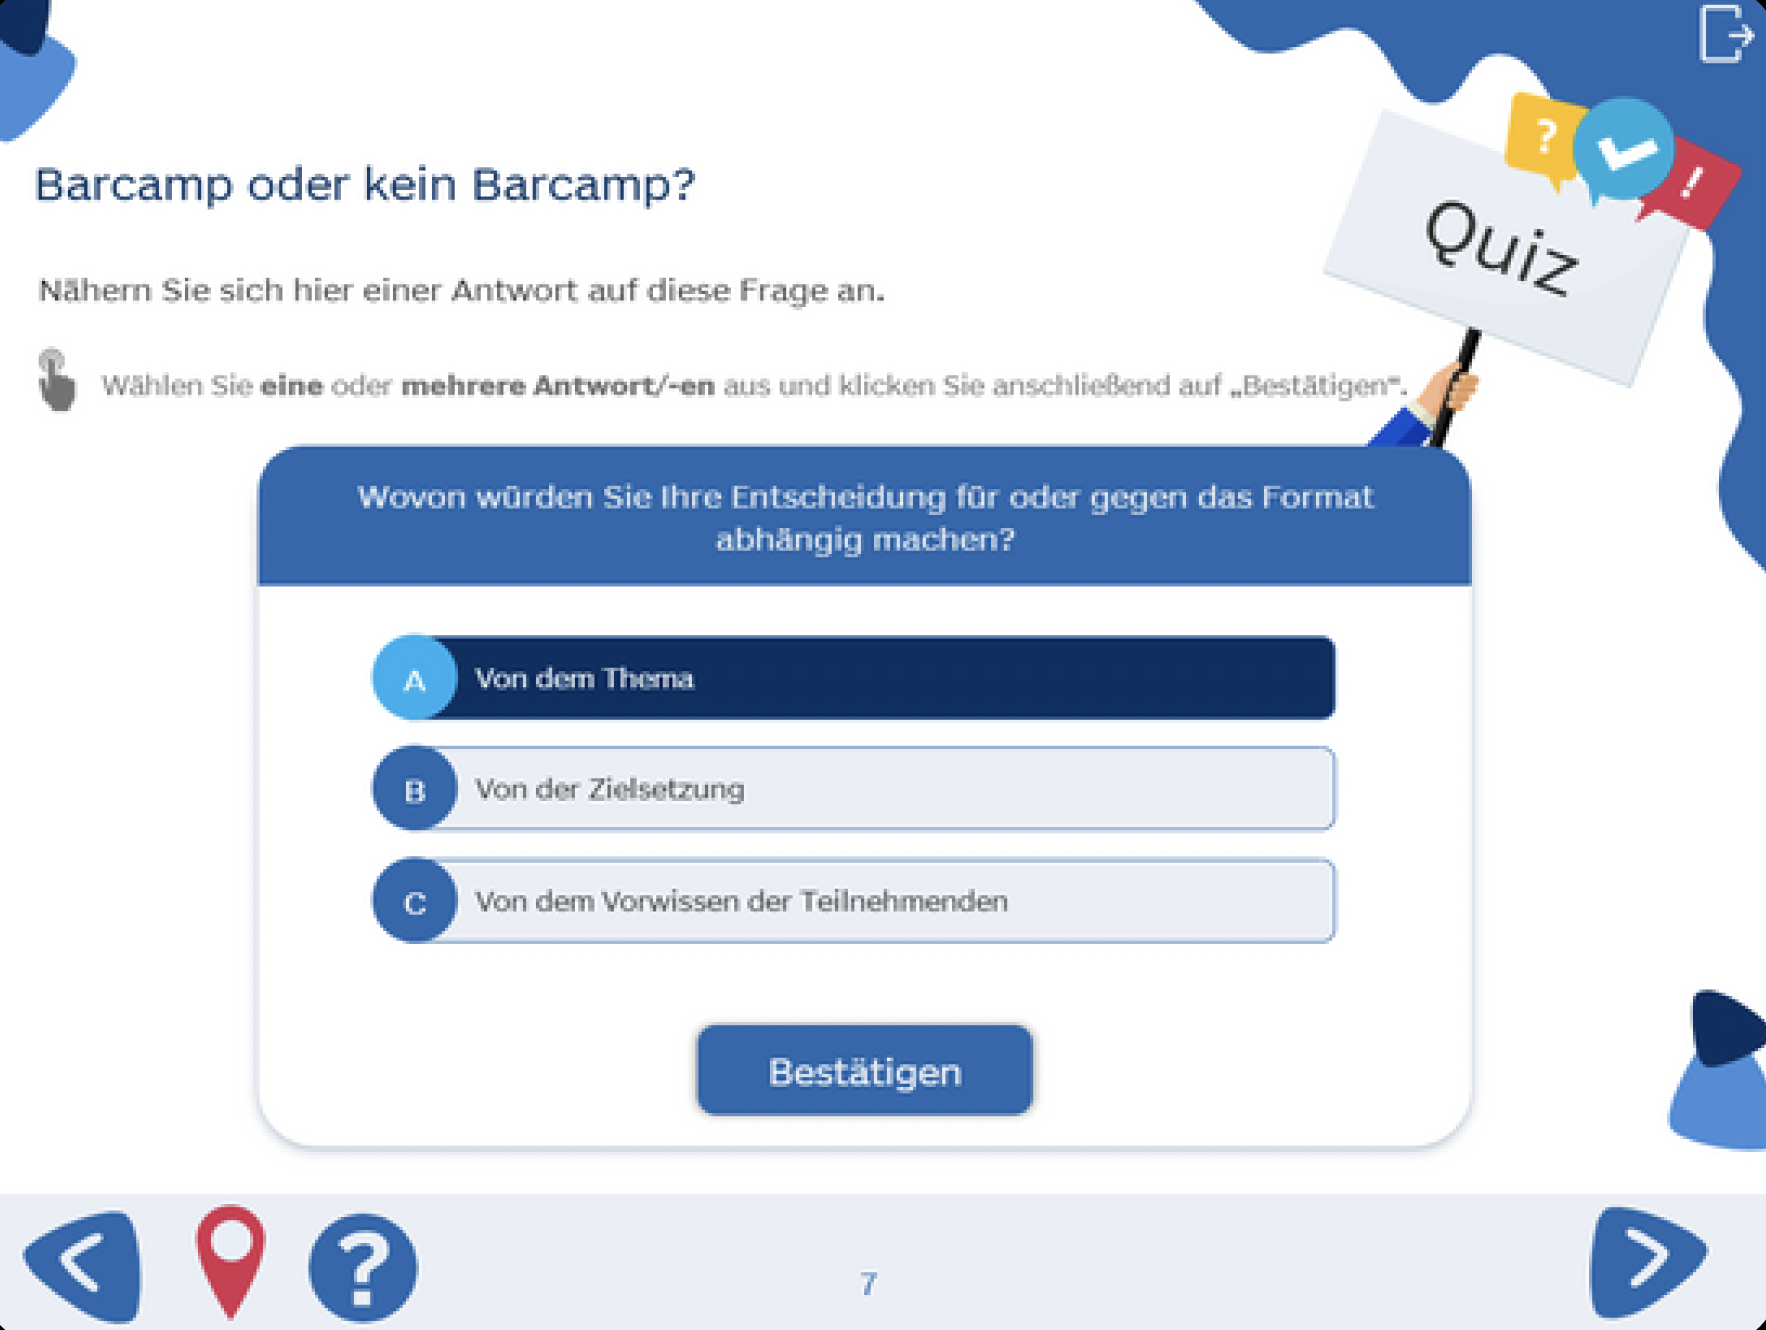 Barcamp oder kein Barcamp?
? !
Quiz
Nähern Sie sich hier einer Antwort auf diese Frage an.
Wählen Sie eine oder mehrere Antwort/-en aus und klicken Sie anschließend auf „Bestätigen“.
Wovon würden Sie Ihre Entscheidung für oder gegen das Format
abhängig machen?
A Von dem Thema
B Von der Zielsetzung
C Von dem Vorwissen der Teilnehmenden
Bestätigen
? 7